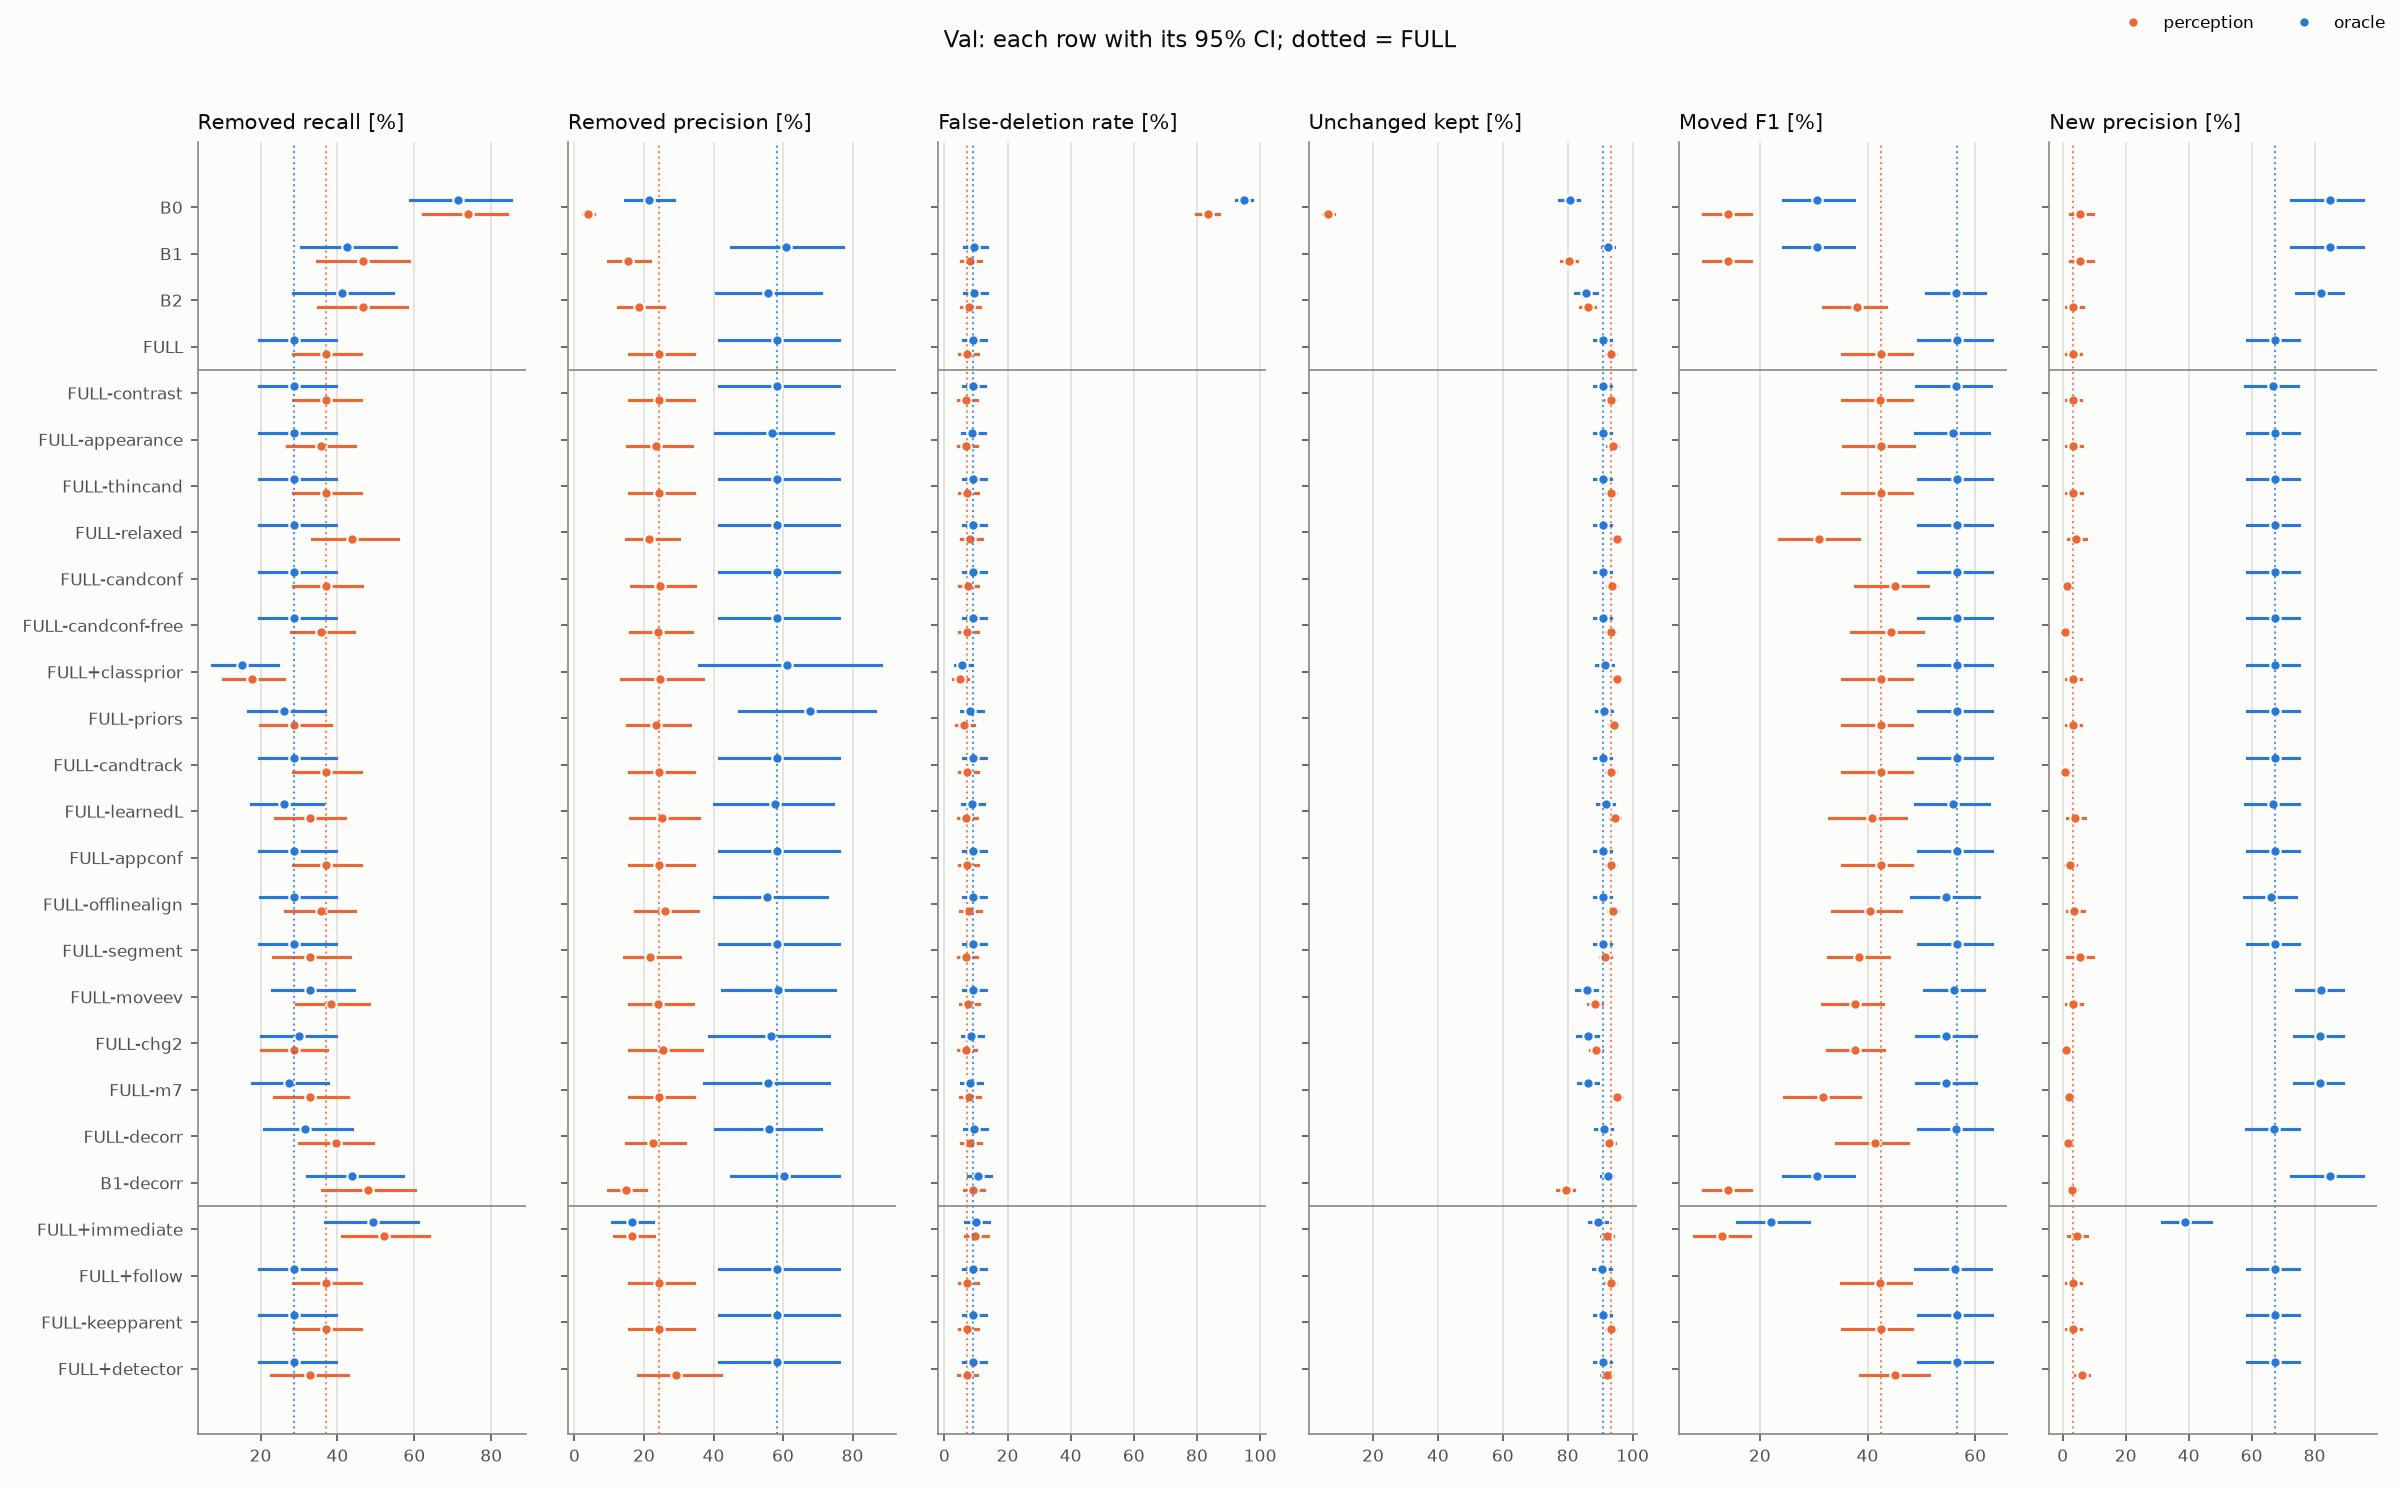 perception
oracle
Val: each row with its 95% CI; dotted = FULL
Removed recall [%]
Removed precision [%]
False-deletion rate [%]
Unchanged kept [%]
Moved F1 [%]
New precision [%]
B0
B1
B2
FULL
FULL-contrast
FULL-appearance
FULL-thincand
FULL-relaxed
FULL-candconf
FULL-candconf-free
FULL+classprior
FULL-priors
FULL-candtrack
FULL-learnedL
FULL-appconf
FULL-offlinealign
FULL-segment
FULL-moveev
FULL-chg2
FULL-m7
FULL-decorr
B1-decorr
FULL+immediate
FULL+follow
FULL-keepparent
FULL+detector
20 40 60 80
0 20 40 60 80
0 20 40 60 80 100
20 40 60 80 100
20 40 60
0 20 40 60 80